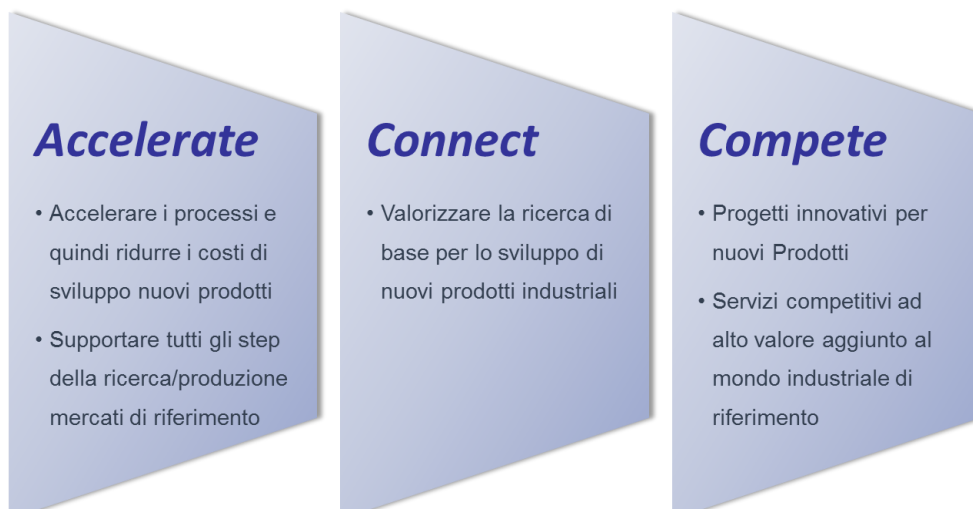 Accelerate
• Accelerare i processi e
quindi ridurre i costi di
sviluppo nuovi prodotti
• Supportare tutti gli step
della ricerca/produzione
mercati di riferimento
Connect
• Valorizzare la ricerca di
base per lo sviluppo di
nuovi prodotti industriali
Compete
• Progetti innovativi per
nuovi Prodotti
• Servizi competitivi ad
alto valore aggiunto al
mondo industriale di
riferimento